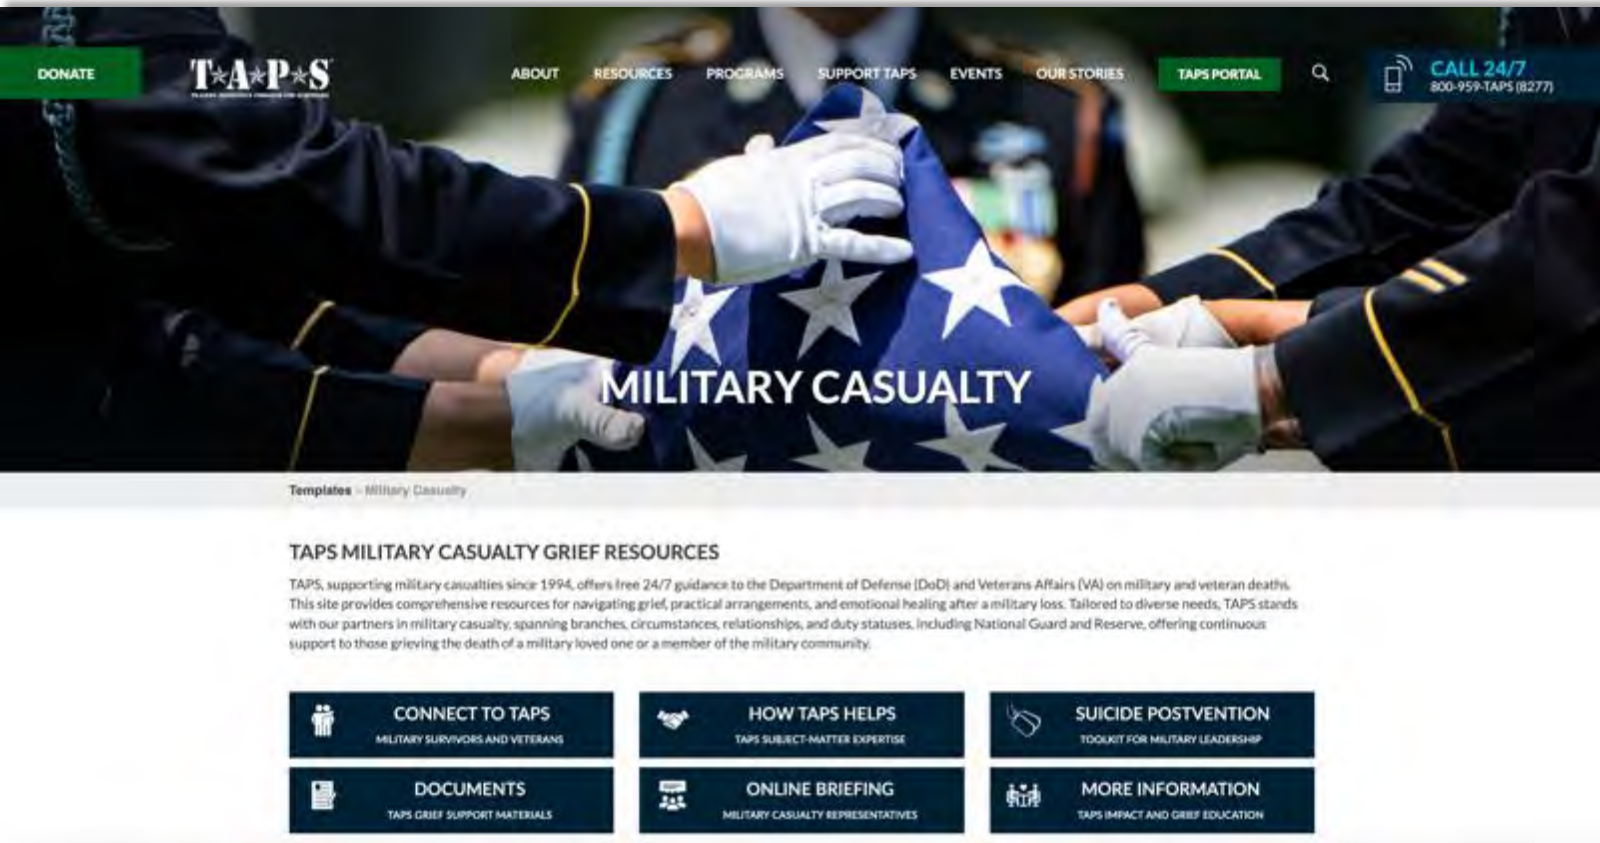 DONATE
T★A★P★S
ABOUT RESOURCES PROGRAMS SUPPORT TAPS EVENTS OUR STORIES TAPS PORTAL
CALL 24/7
800-959-TAPS (8277)
MILITARY CASUALTY
Templates - Military Casualty
TAPS MILITARY CASUALTY GRIEF RESOURCES
TAPS, supporting military casualties since 1994, offers free 24/7 guidance to the Department of Defense (DoD) and Veterans Affairs (VA) on military and veteran deaths.
This site provides comprehensive resources for navigating grief, practical arrangements, and emotional healing after a military loss. Tailored to diverse needs, TAPS stands
with our partners in military casualty, spanning branches, circumstances, relationships, and duty statuses, including National Guard and Reserve, offering continuous
support to those grieving the death of a military loved one or a member of the military community.
CONNECT TO TAPS
MILITARY SURVIVORS AND VETERANS
HOW TAPS HELPS
TAPS SUBJECT-MATTER EXPERTISE
SUICIDE POSTVENTION
TOOLKIT FOR MILITARY LEADERSHIP
DOCUMENTS
TAPS GRIEF SUPPORT MATERIALS
ONLINE BRIEFING
MILITARY CASUALTY REPRESENTATIVES
MORE INFORMATION
TAPS IMPACT AND GRIEF EDUCATION